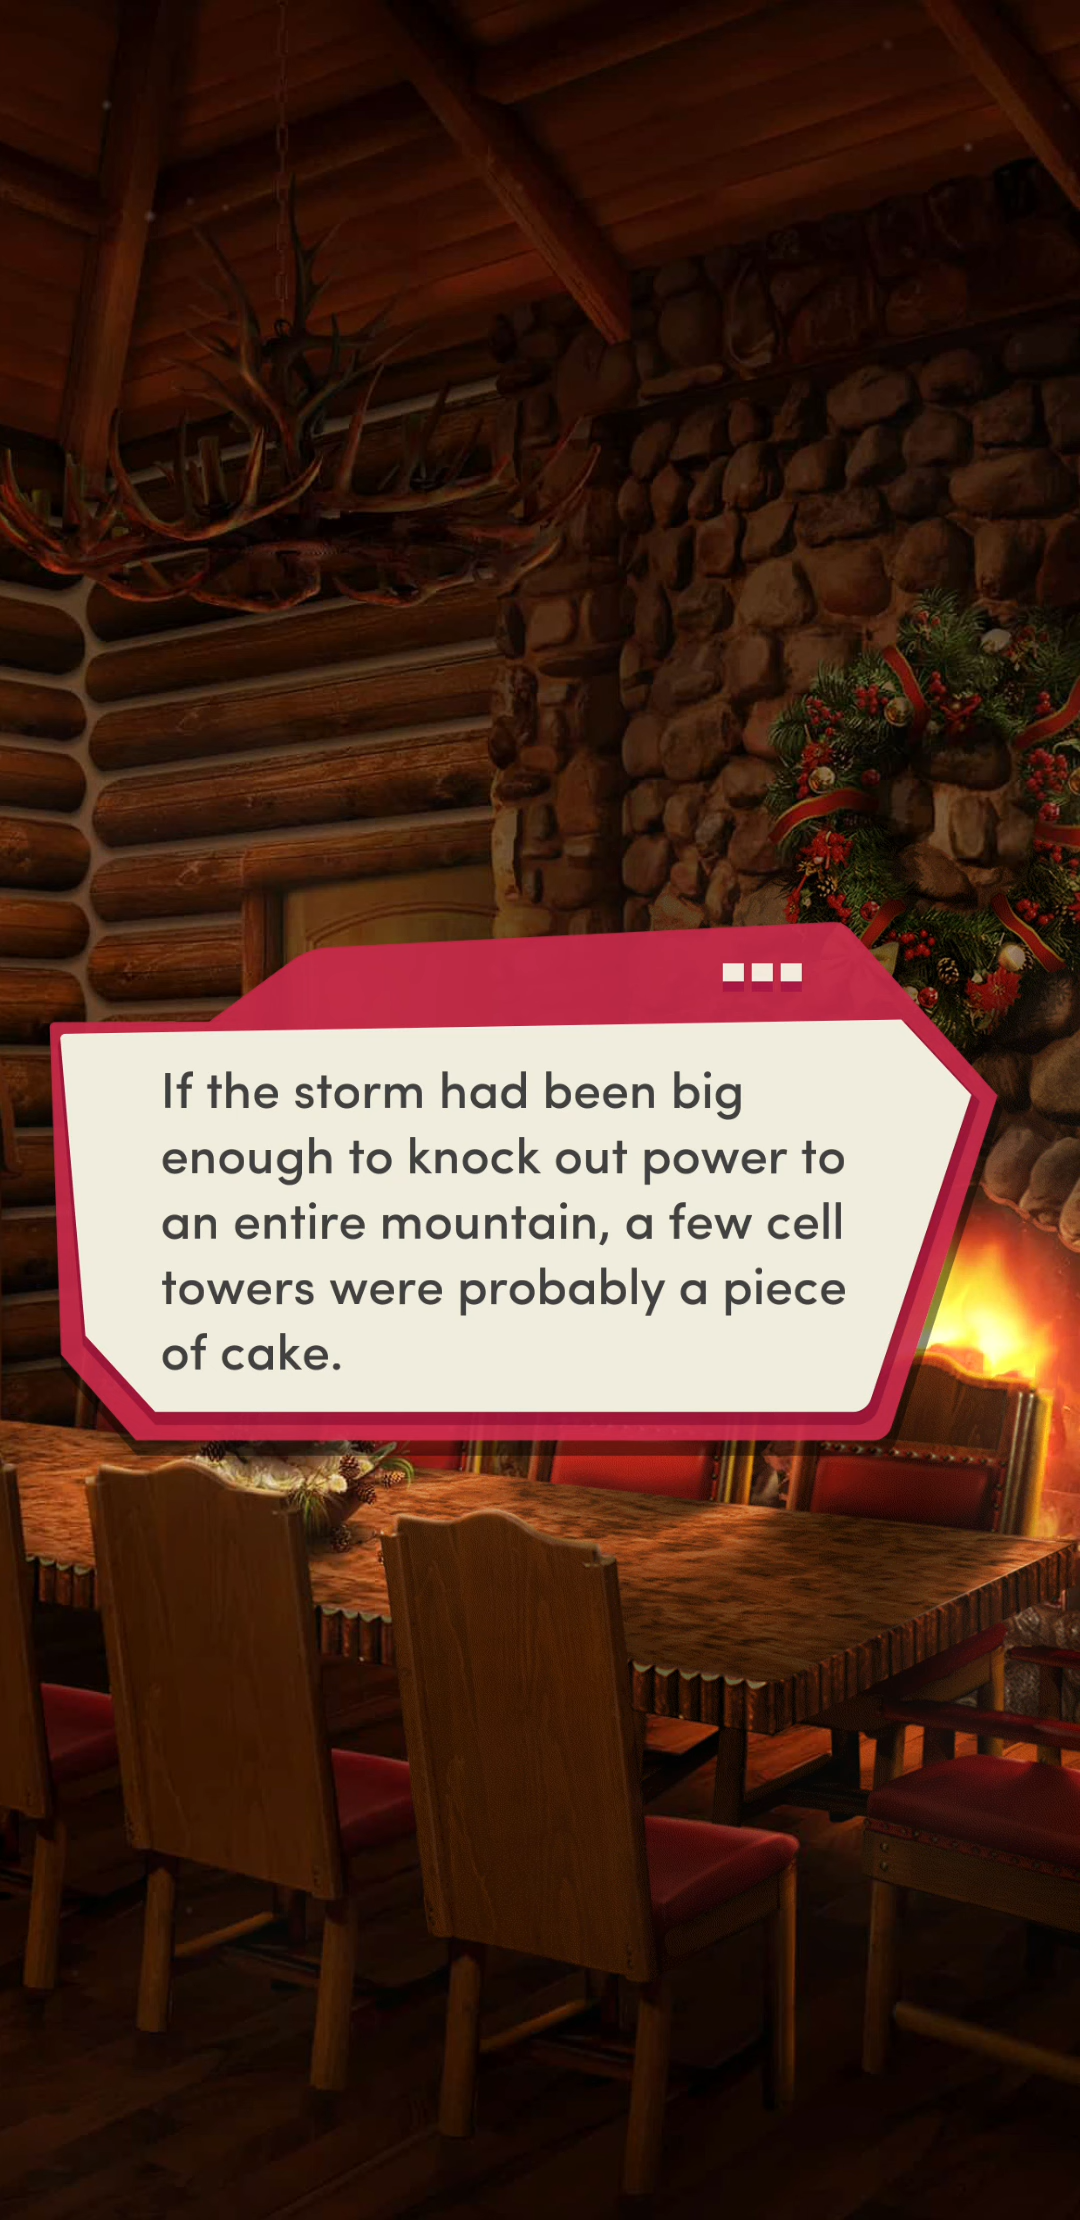 If the storm had been big
enough to knock out power to
an entire mountain, a few cell
towers were probably a piece
of cake.